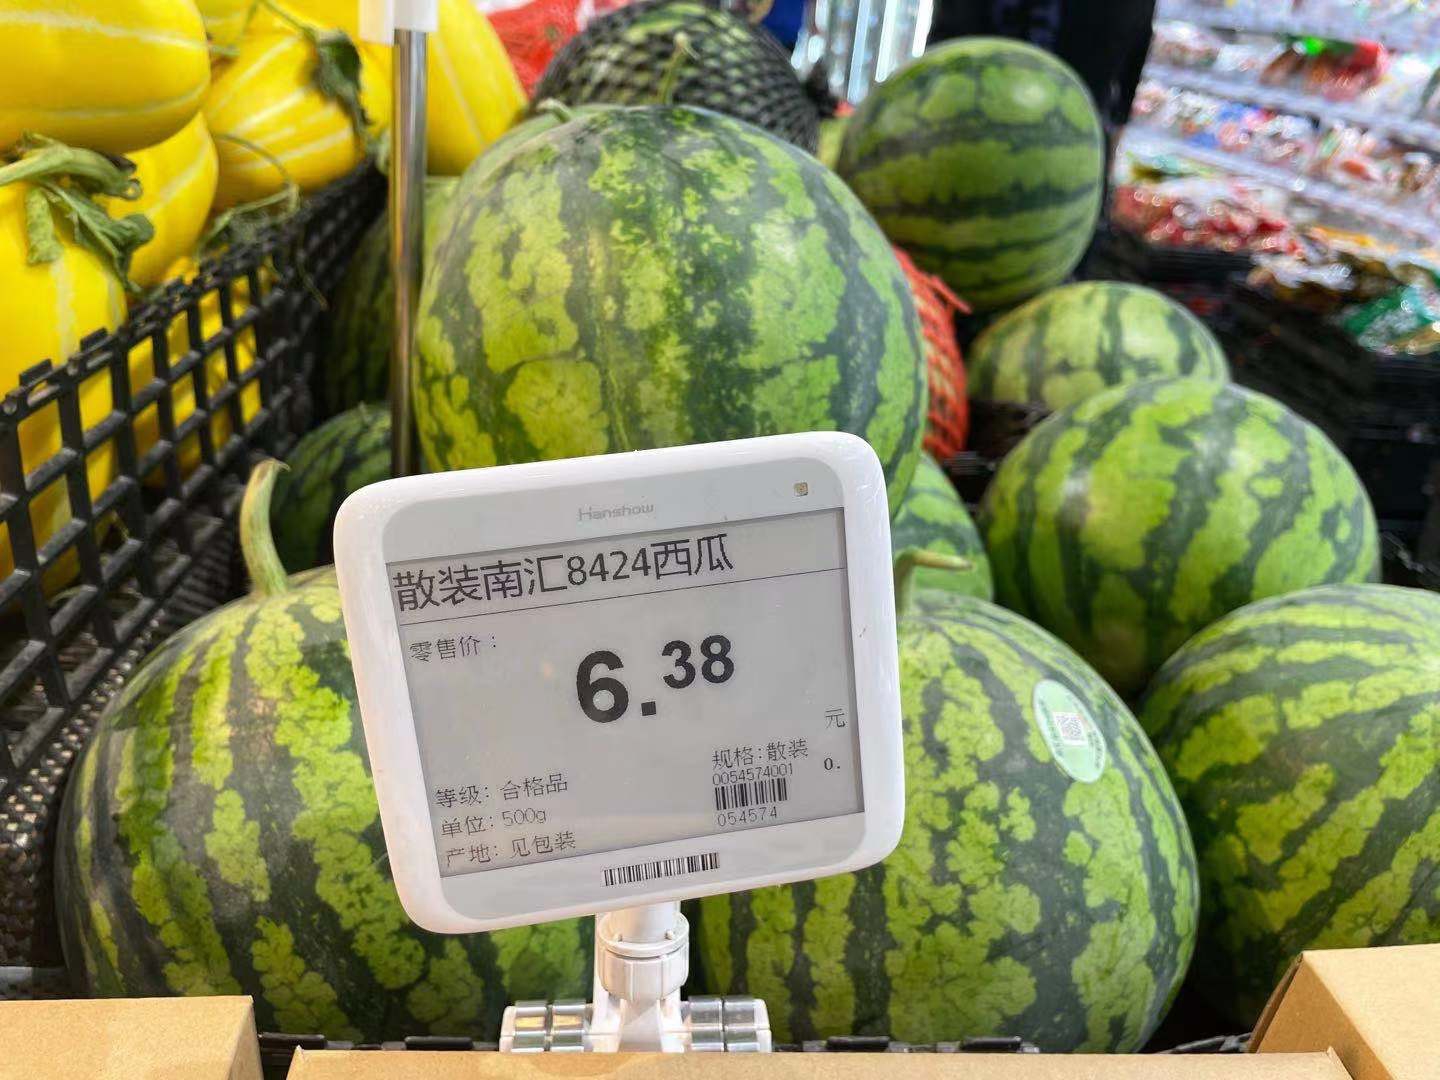 Hanshow
散装南汇8424西瓜
零售价：
6.38
元
规格:散装
0.
0054574001
等级: 合格品
单位: 500g
054574
产地: 见包装